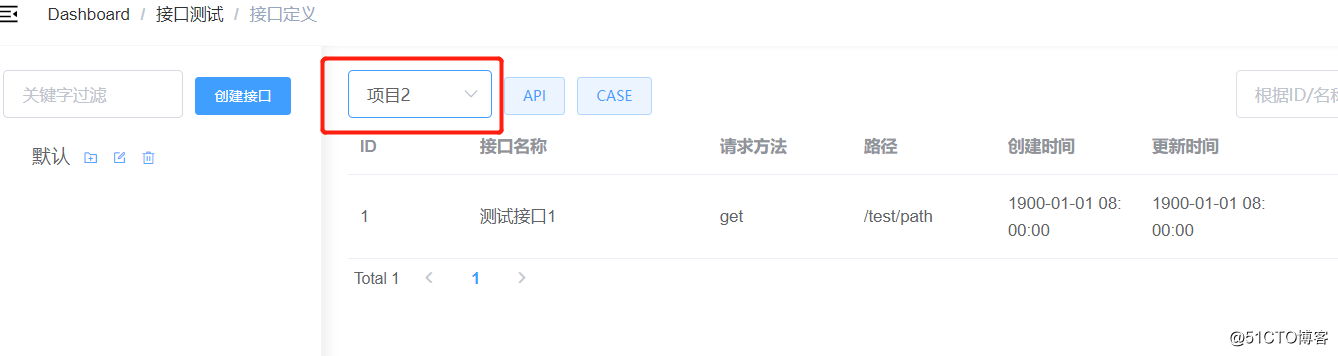 Dashboard / 接口测试 / 接口定义
关键字过滤 创建接口 项目2 API CASE 根据ID/名称
默认
ID 接口名称 请求方法 路径 创建时间 更新时间
1 测试接口1 get /test/path 1900-01-01 08:00:00 1900-01-01 08:00:00
Total 1 1
@51CTO博客